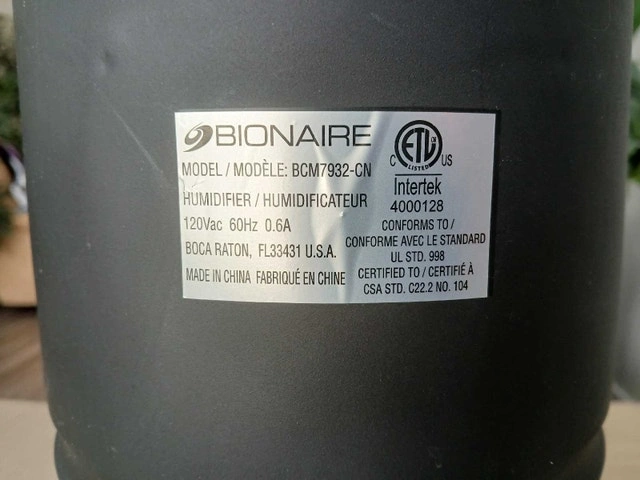 BIONAIRE
MODEL / MODÈLE: BCM7932-CN
HUMIDIFIER / HUMIDIFICATEUR
120Vac 60Hz 0.6A
BOCA RATON, FL33431 U.S.A.
MADE IN CHINA FABRIQUÉ EN CHINE
C ETL US
LISTED
Intertek
4000128
CONFORMS TO /
CONFORME AVEC LE STANDARD
UL STD. 998
CERTIFIED TO / CERTIFIÉ À
CSA STD. C22.2 NO. 104